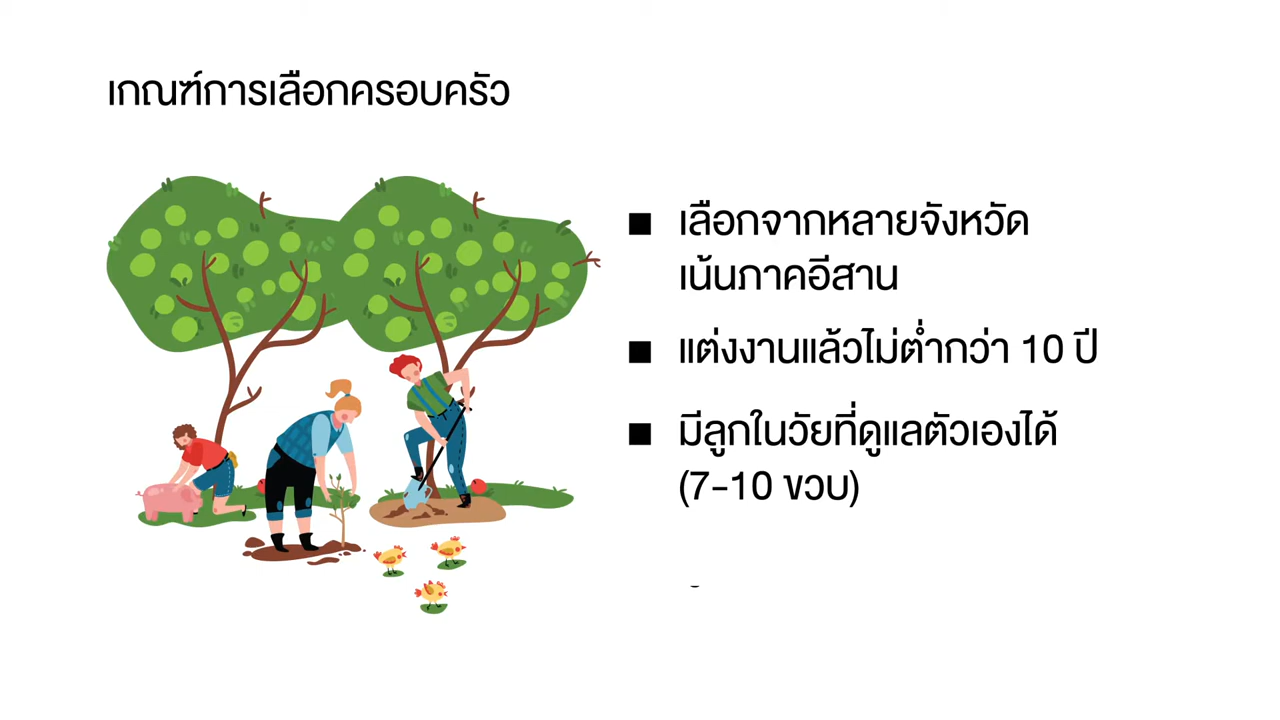 เกณฑ์การเลือกครอบครัว
■ เลือกจากหลายจังหวัด
เน้นภาคอีสาน
■ แต่งงานแล้วไม่ต่ำกว่า 10 ปี
■ มีลูกในวัยที่ดูแลตัวเองได้
(7-10 ขวบ)